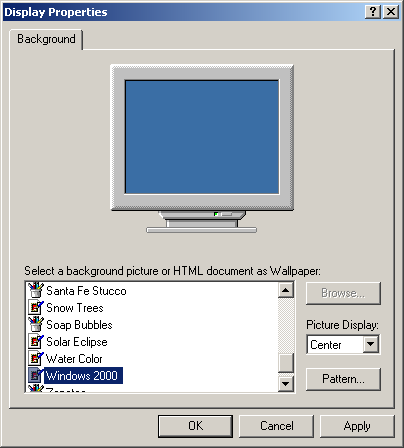 Display Properties
Background
Select a background picture or HTML document as Wallpaper:
Santa Fe Stucco
Snow Trees
Soap Bubbles
Solar Eclipse
Water Color
Windows 2000
Browse...
Picture Display:
Center
Pattern...
OK
Cancel
Apply